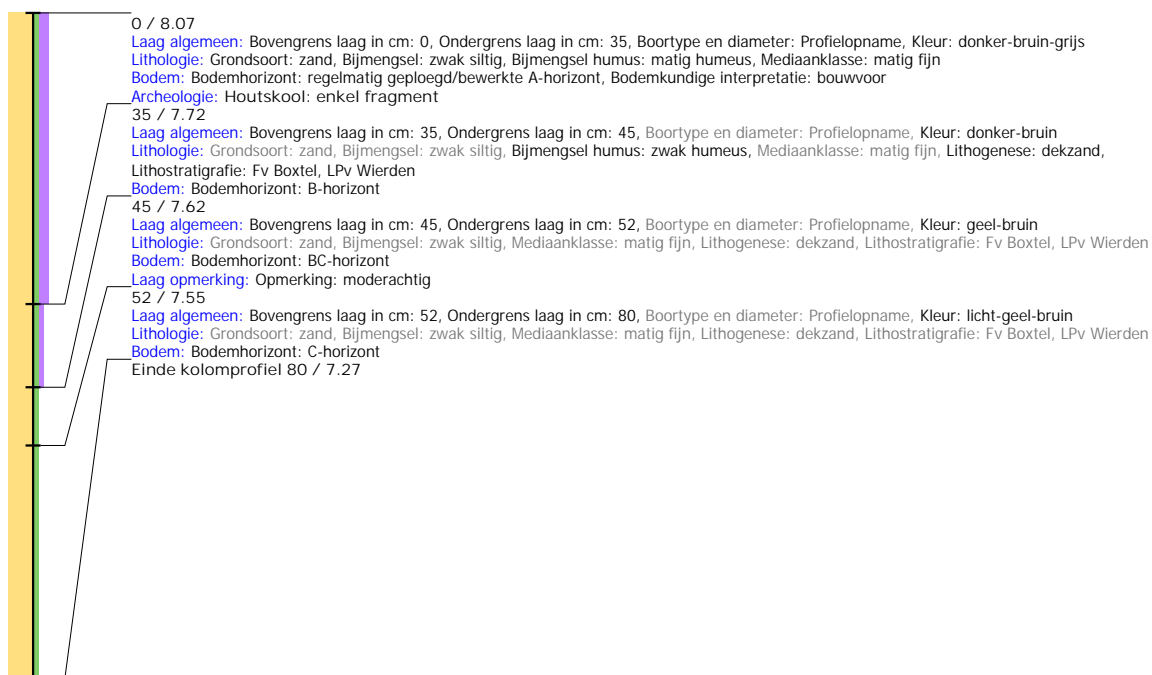 0 / 8.07
Laag algemeen: Bovengrens laag in cm: 0, Ondergrens laag in cm: 35, Boortype en diameter: Profielopname, Kleur: donker-bruin-grijs
Lithologie: Grondsoort: zand, Bijmengsel: zwak siltig, Bijmengsel humus: matig humeus, Mediaanklasse: matig fijn
Bodem: Bodemhorizont: regelmatig geploegd/bewerkte A-horizont, Bodemkundige interpretatie: bouwvoor
Archeologie: Houtskool: enkel fragment
35 / 7.72
Laag algemeen: Bovengrens laag in cm: 35, Ondergrens laag in cm: 45, Boortype en diameter: Profielopname, Kleur: donker-bruin
Lithologie: Grondsoort: zand, Bijmengsel: zwak siltig, Bijmengsel humus: zwak humeus, Mediaanklasse: matig fijn, Lithogenese: dekzand,
Lithostratigrafie: Fv Boxtel, LPv Wierden
Bodem: Bodemhorizont: B-horizont
45 / 7.62
Laag algemeen: Bovengrens laag in cm: 45, Ondergrens laag in cm: 52, Boortype en diameter: Profielopname, Kleur: geel-bruin
Lithologie: Grondsoort: zand, Bijmengsel: zwak siltig, Mediaanklasse: matig fijn, Lithogenese: dekzand, Lithostratigrafie: Fv Boxtel, LPv Wierden
Bodem: Bodemhorizont: BC-horizont
Laag opmerking: Opmerking: moderachtig
52 / 7.55
Laag algemeen: Bovengrens laag in cm: 52, Ondergrens laag in cm: 80, Boortype en diameter: Profielopname, Kleur: licht-geel-bruin
Lithologie: Grondsoort: zand, Bijmengsel: zwak siltig, Mediaanklasse: matig fijn, Lithogenese: dekzand, Lithostratigrafie: Fv Boxtel, LPv Wierden
Bodem: Bodemhorizont: C-horizont
Einde kolomprofiel 80 / 7.27